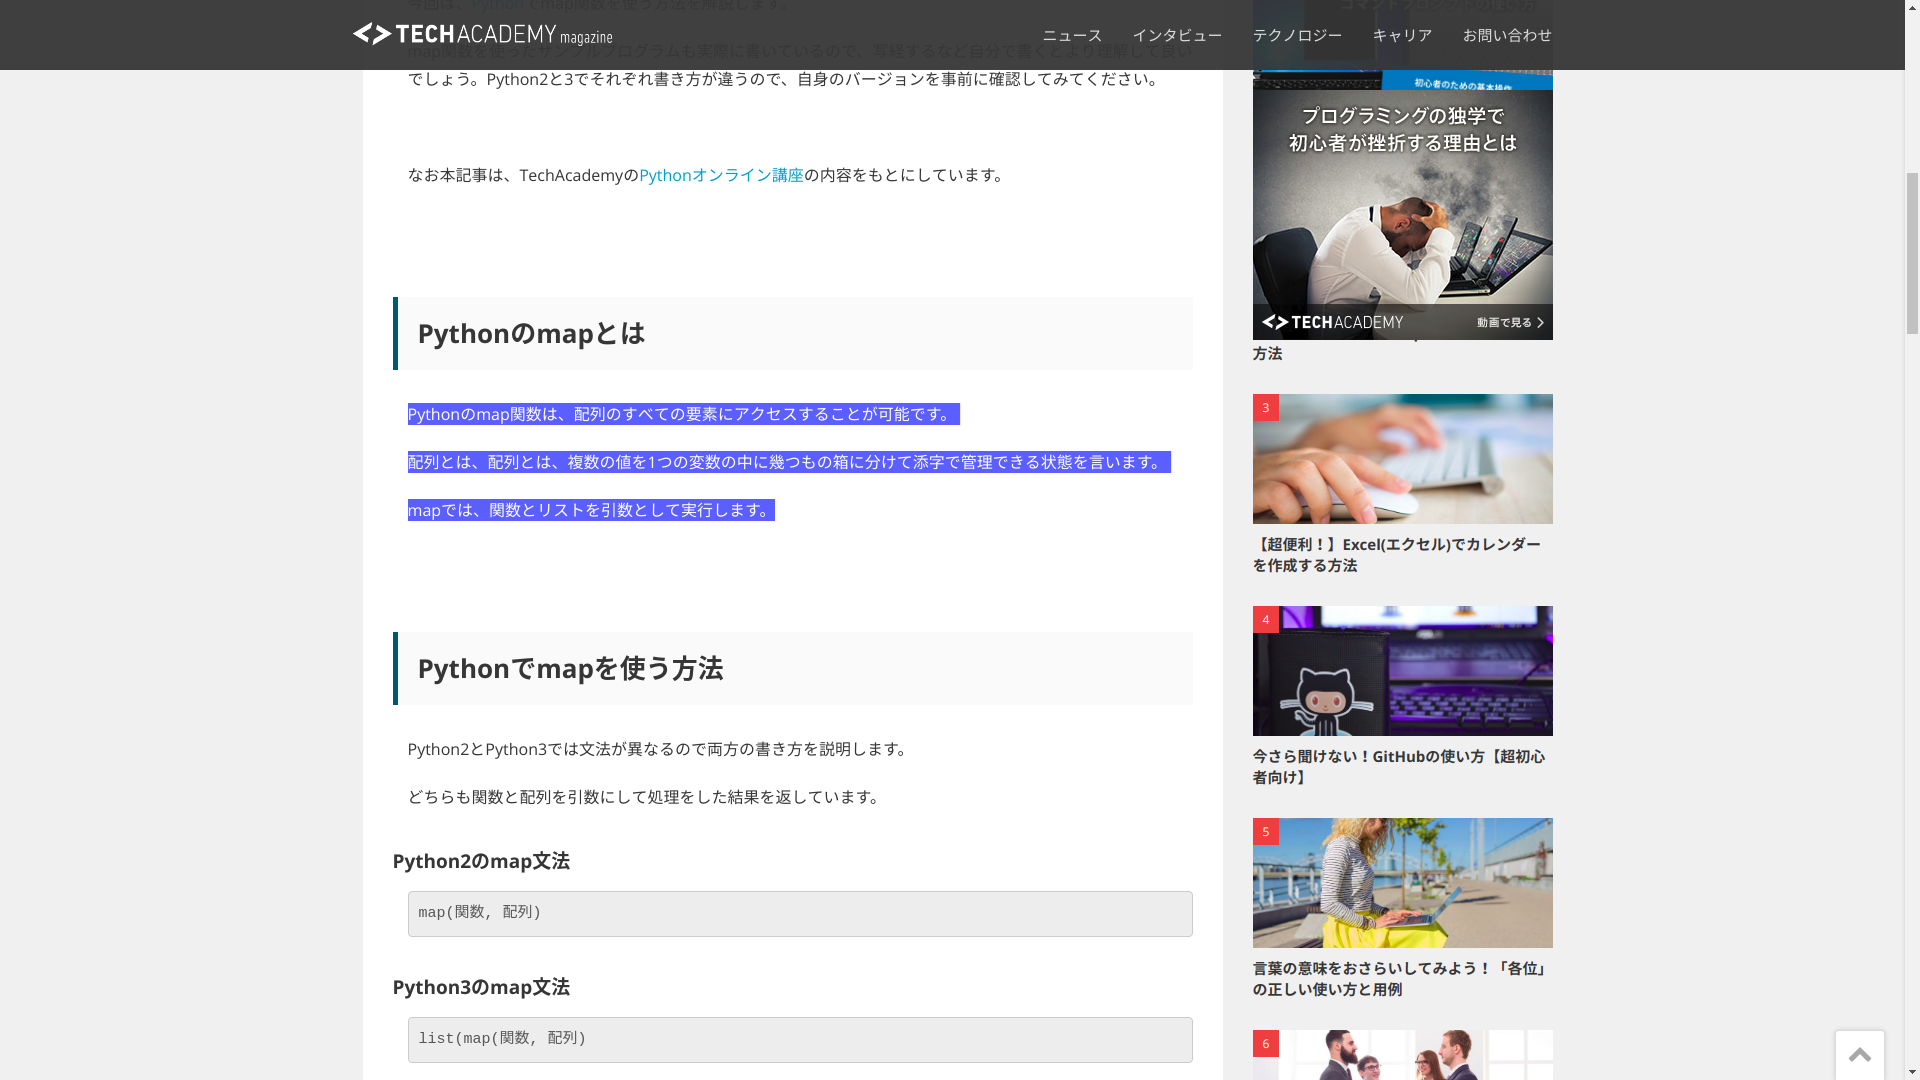 TECHACADEMY magazine
ニュース
インタビュー
テクノロジー
キャリア
お問い合わせ
map関数を使ったサンプルプログラムも実際に書いているので、写経するなど自分で書くとより理解して良い
でしょう。Python2と3でそれぞれ書き方が違うので、自身のバージョンを事前に確認してみてください。
なお本記事は、TechAcademyのPythonオンライン講座の内容をもとにしています。
Pythonのmapとは
Pythonのmap関数は、配列のすべての要素にアクセスすることが可能です。
配列とは、配列とは、複数の値を1つの変数の中に幾つもの箱に分けて添字で管理できる状態を言います。
mapでは、関数とリストを引数として実行します。
Pythonでmapを使う方法
Python2とPython3では文法が異なるので両方の書き方を説明します。
どちらも関数と配列を引数にして処理をした結果を返しています。
Python2のmap文法
map(関数, 配列)
Python3のmap文法
list(map(関数, 配列)
初心者のための基本操作
プログラミングの独学で
初心者が挫折する理由とは
TECHACADEMY
動画で見る
方法
3
【超便利！】Excel(エクセル)でカレンダー
を作成する方法
4
今さら聞けない！GitHubの使い方【超初心
者向け】
5
言葉の意味をおさらいしてみよう！「各位」
の正しい使い方と用例
6